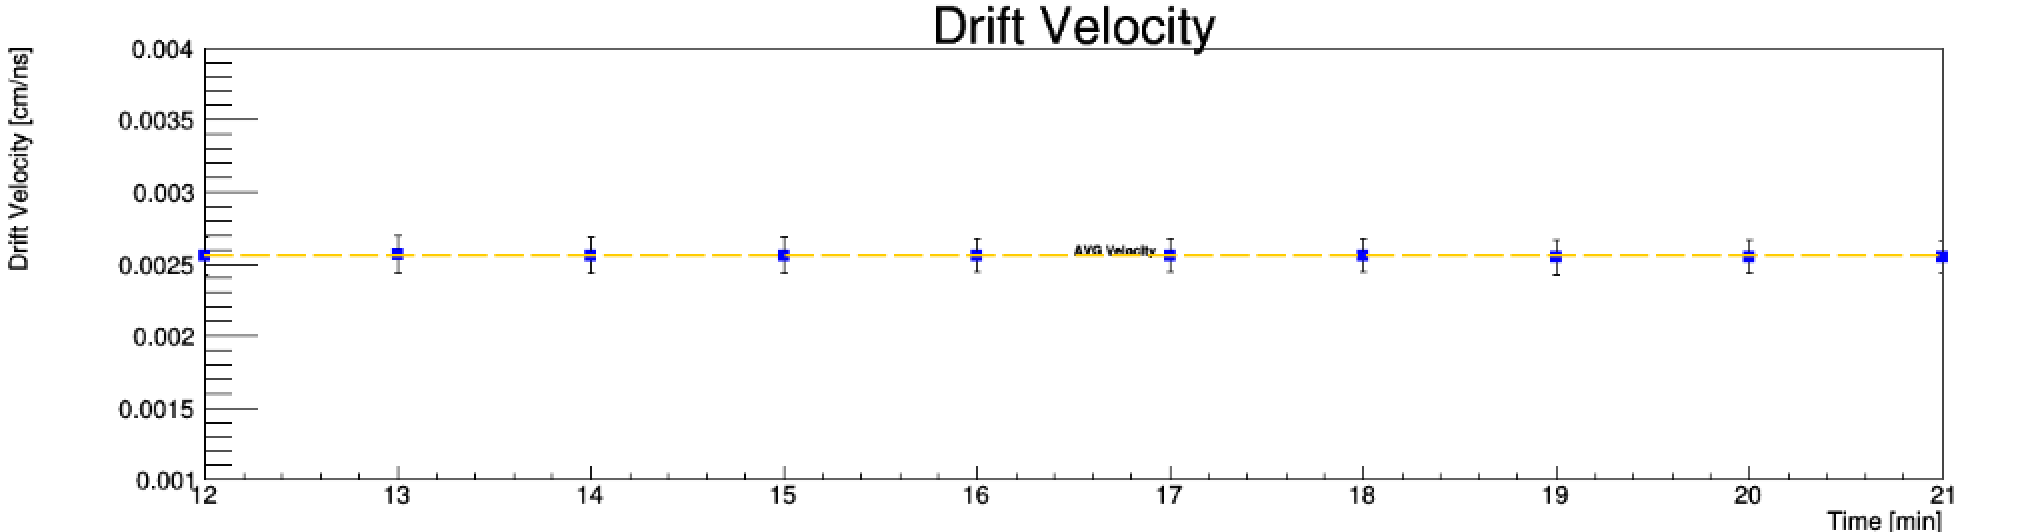 Drift Velocity
Drift Velocity [cm/ns]
0.004
0.0035
0.003
0.0025
0.002
0.0015
0.001
AVG Velocity
12 13 14 15 16 17 18 19 20 21
Time [min]